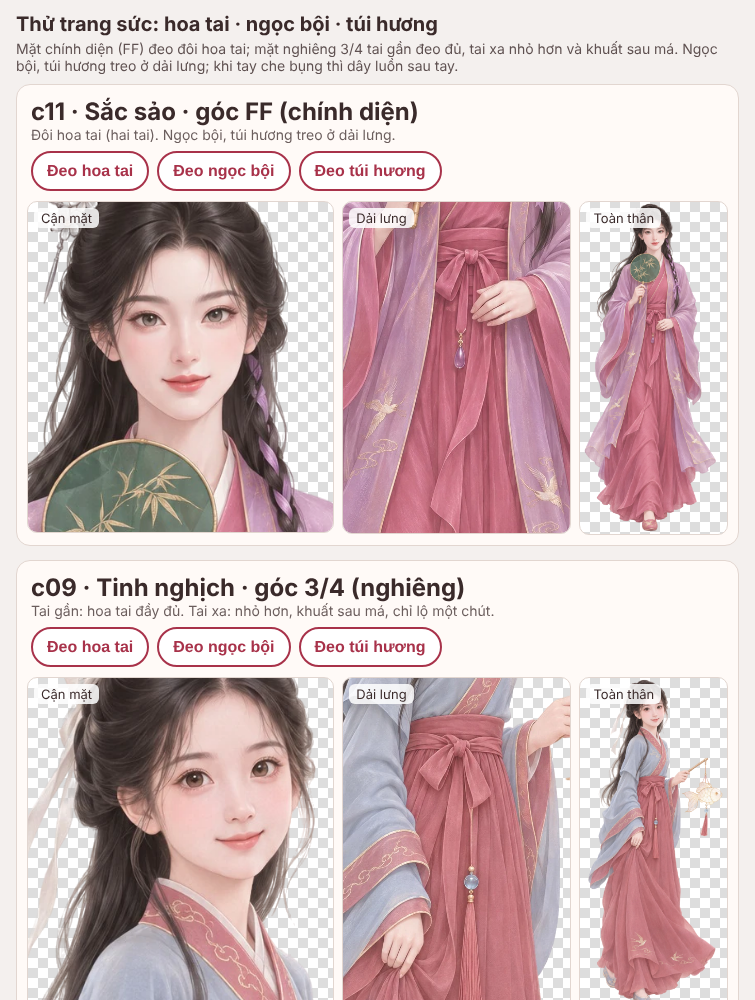 Thử trang sức: hoa tai · ngọc bội · túi hương
Mặt chính diện (FF) đeo đôi hoa tai; mặt nghiêng 3/4 tai gần đeo đủ, tai xa nhỏ hơn và khuất sau má. Ngọc
bội, túi hương treo ở dải lưng; khi tay che bụng thì dây luồn sau tay.
c11 · Sắc sảo · góc FF (chính diện)
Đôi hoa tai (hai tai). Ngọc bội, túi hương treo ở dải lưng.
Đeo hoa tai
Đeo ngọc bội
Đeo túi hương
Cận mặt
Dải lưng
Toàn thân
c09 · Tinh nghịch · góc 3/4 (nghiêng)
Tai gần: hoa tai đầy đủ. Tai xa: nhỏ hơn, khuất sau má, chỉ lộ một chút.
Đeo hoa tai
Đeo ngọc bội
Đeo túi hương
Cận mặt
Dải lưng
Toàn thân